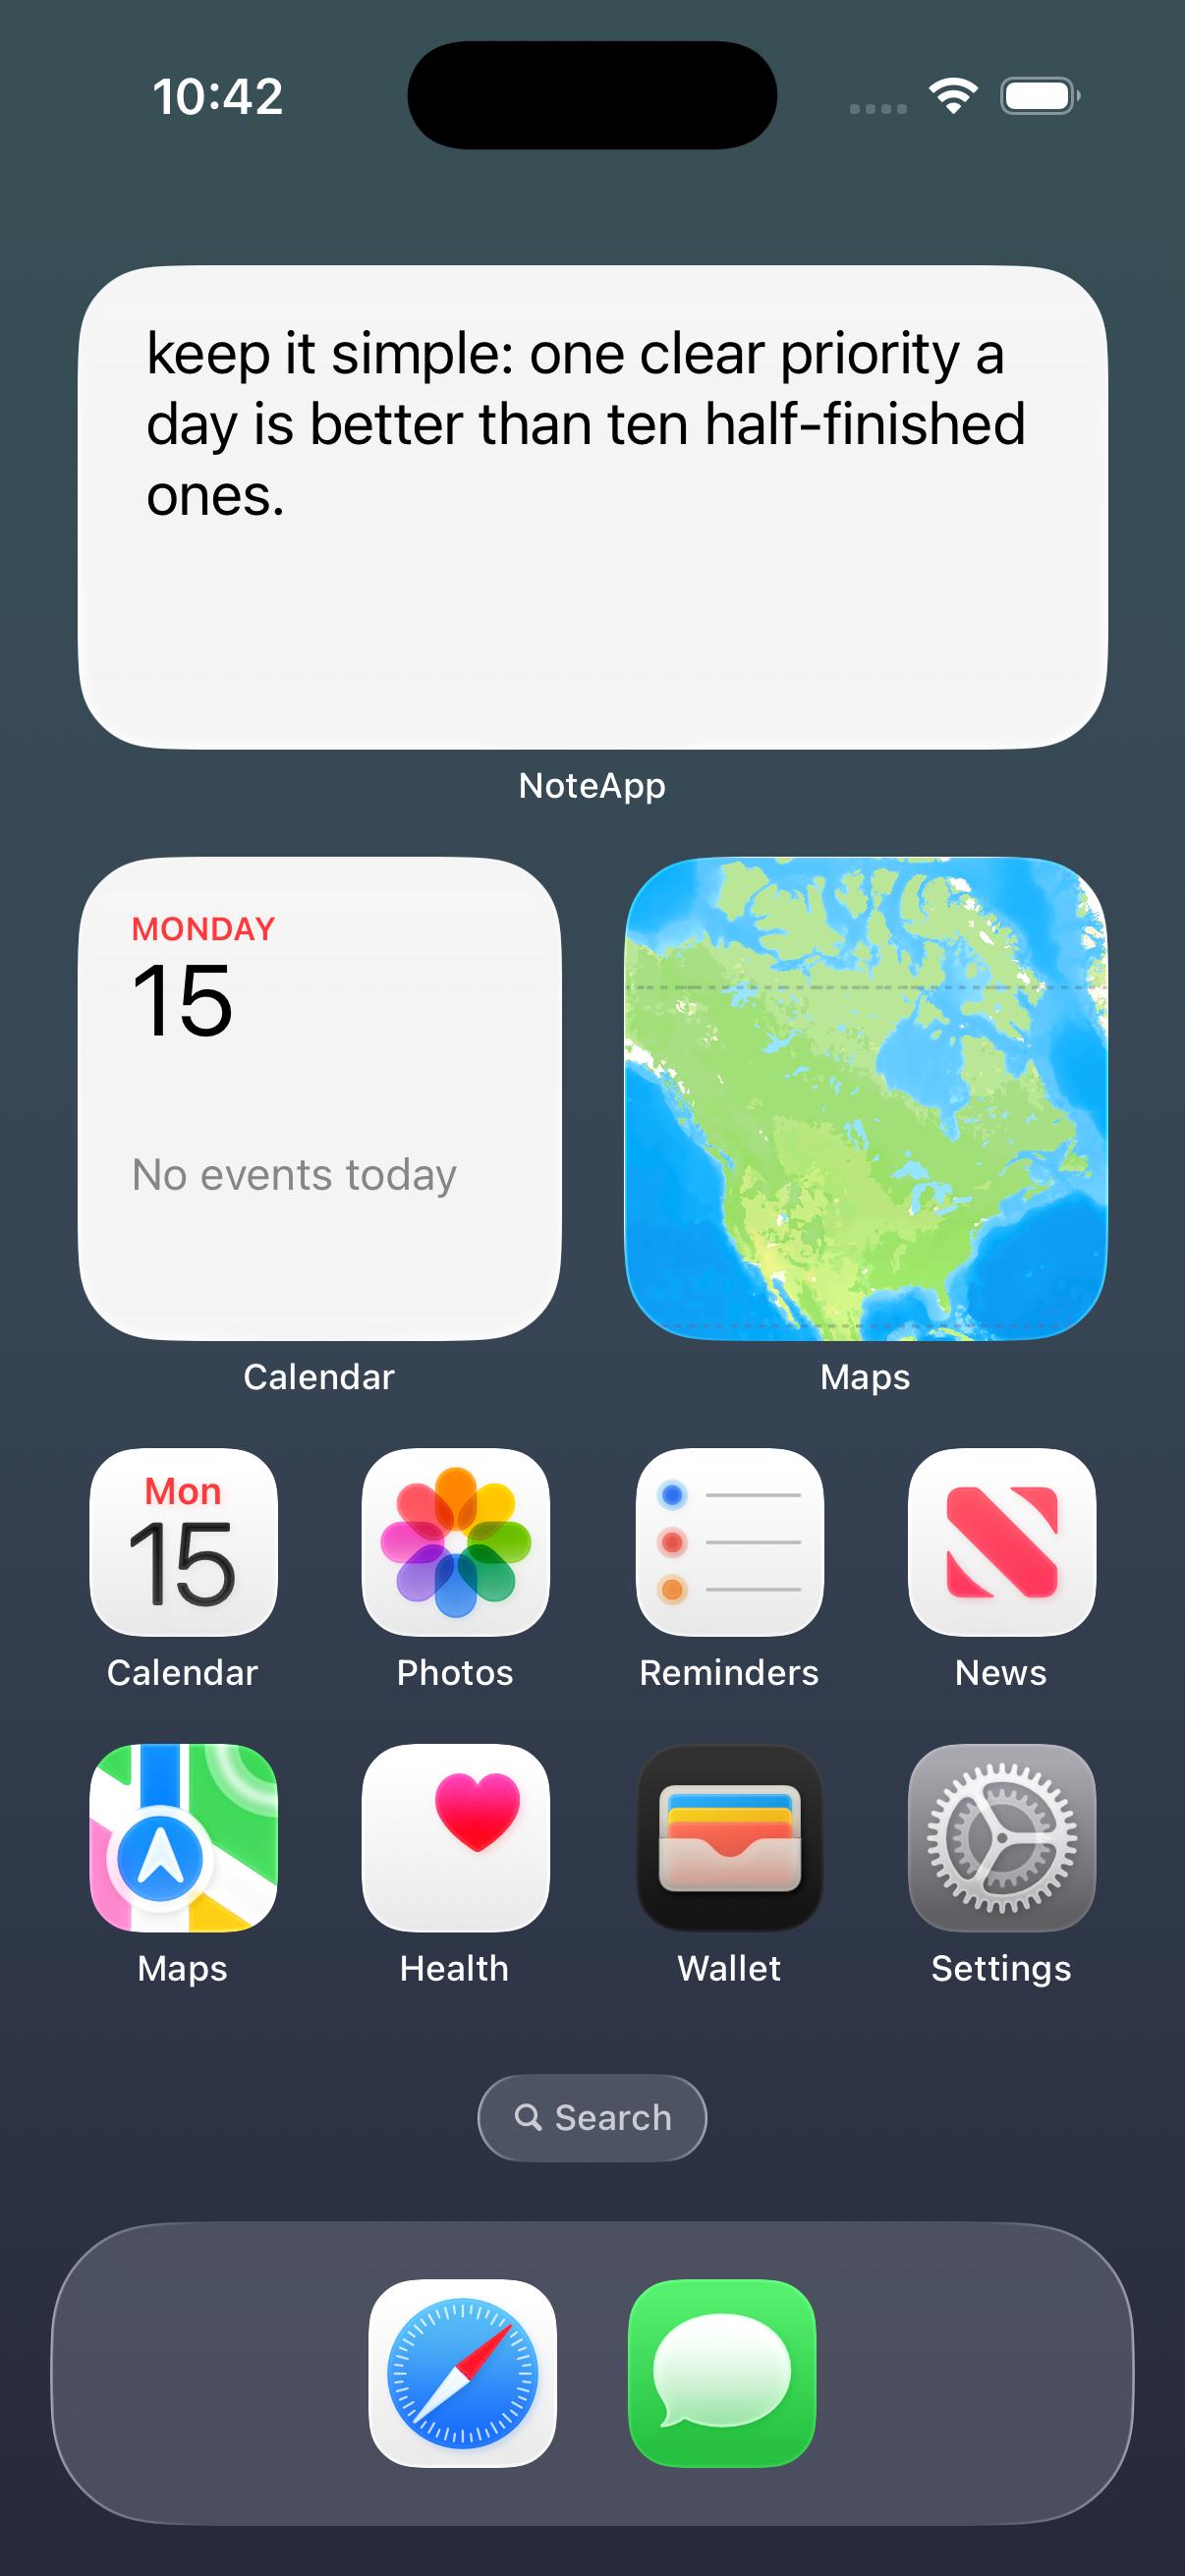 10:42
keep it simple: one clear priority a
day is better than ten half-finished
ones.
NoteApp
MONDAY
15
No events today
Calendar
Maps
Mon
15
Calendar
Photos
Reminders
News
Maps
Health
Wallet
Settings
Search